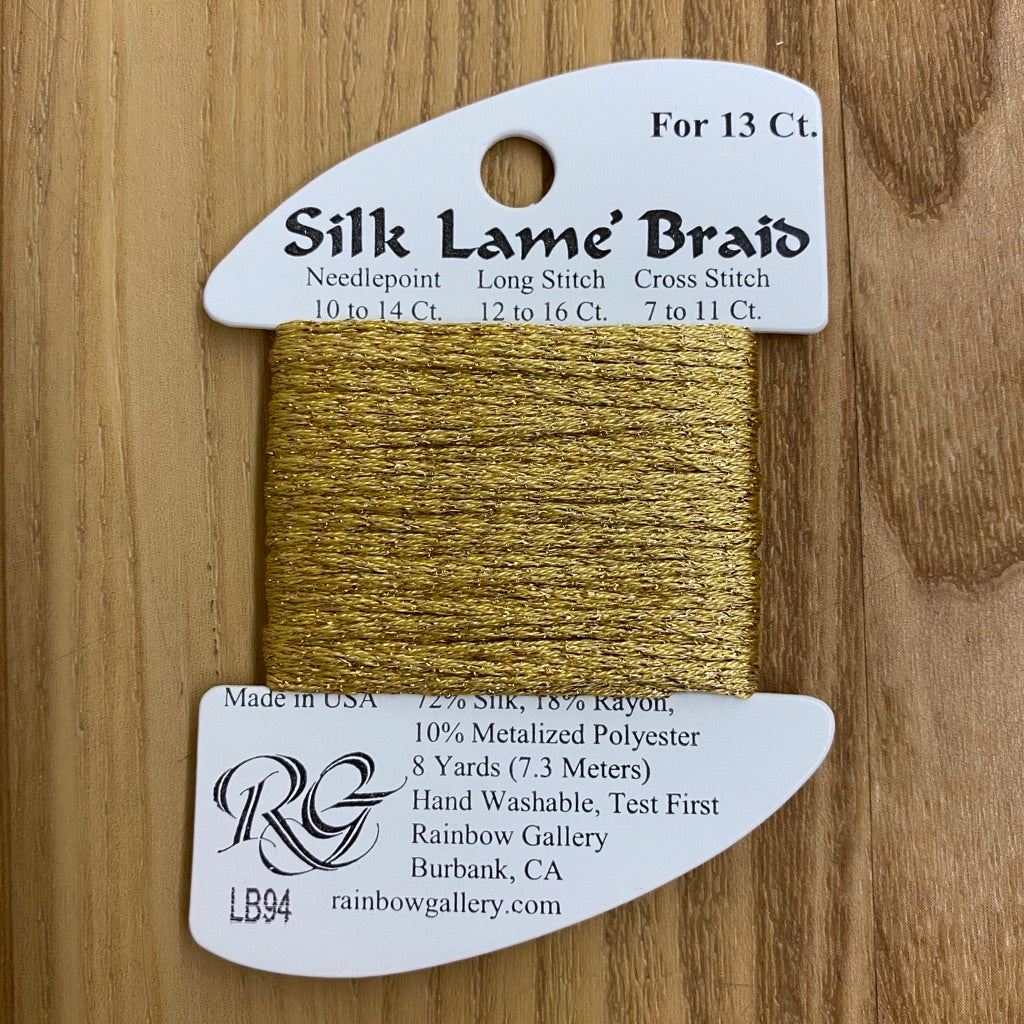 For 13 Ct.
Silk Lamé Braid
Needlepoint Long Stitch Cross Stitch
10 to 14 Ct. 12 to 16 Ct. 7 to 11 Ct.
Made in USA 72% Silk, 18% Rayon,
10% Metalized Polyester
8 Yards (7.3 Meters)
Hand Washable, Test First
Rainbow Gallery
Burbank, CA
RG
LB94 rainbowgallery.com